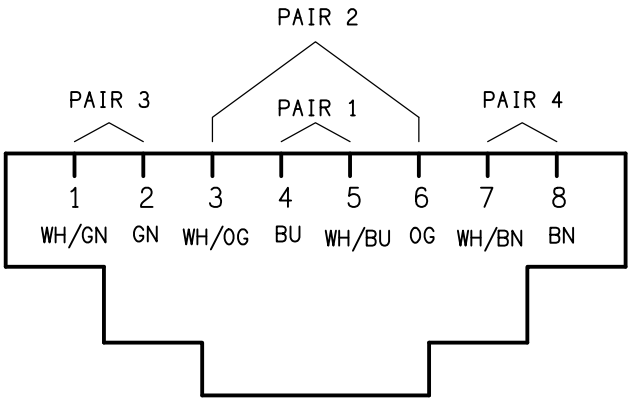 PAIR 2
PAIR 3 PAIR 1 PAIR 4
1 2 3 4 5 6 7 8
WH/GN GN WH/OG BU WH/BU OG WH/BN BN